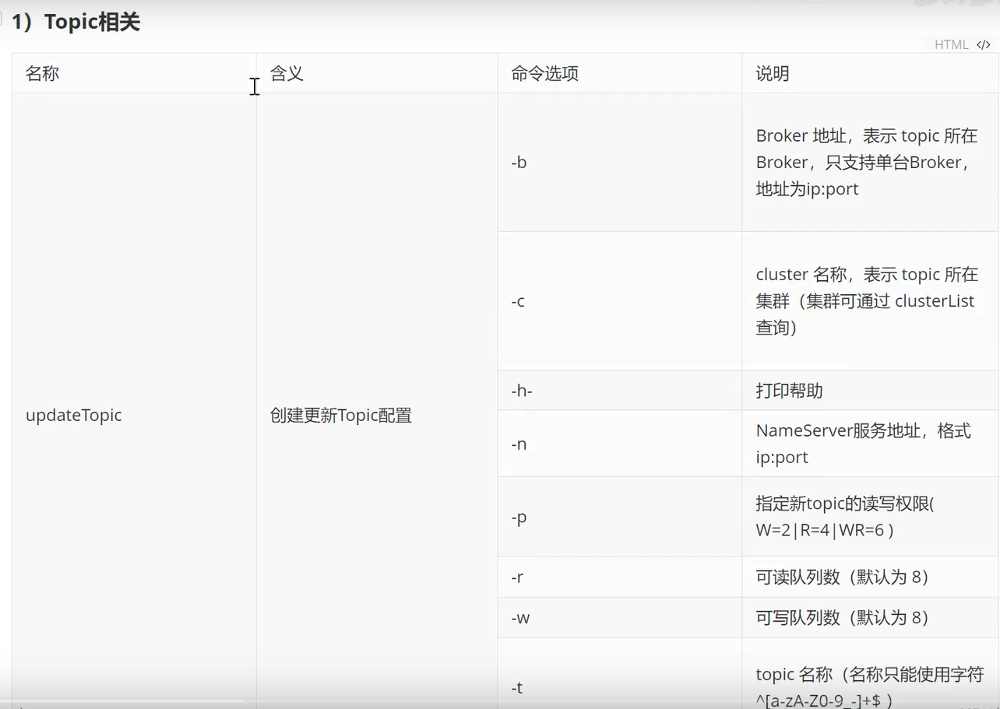 1）Topic相关
HTML </>
名称
含义
命令选项
说明
updateTopic
创建更新Topic配置
-b
Broker 地址，表示 topic 所在
Broker，只支持单台Broker，
地址为ip:port
-c
cluster 名称，表示 topic 所在
集群（集群可通过 clusterList
查询）
-h-
打印帮助
-n
NameServer服务地址，格式
ip:port
-p
指定新topic的读写权限(
W=2|R=4|WR=6 )
-r
可读队列数（默认为 8）
-w
可写队列数（默认为 8）
-t
topic 名称（名称只能使用字符
^[a-zA-Z0-9_-]+$ ）